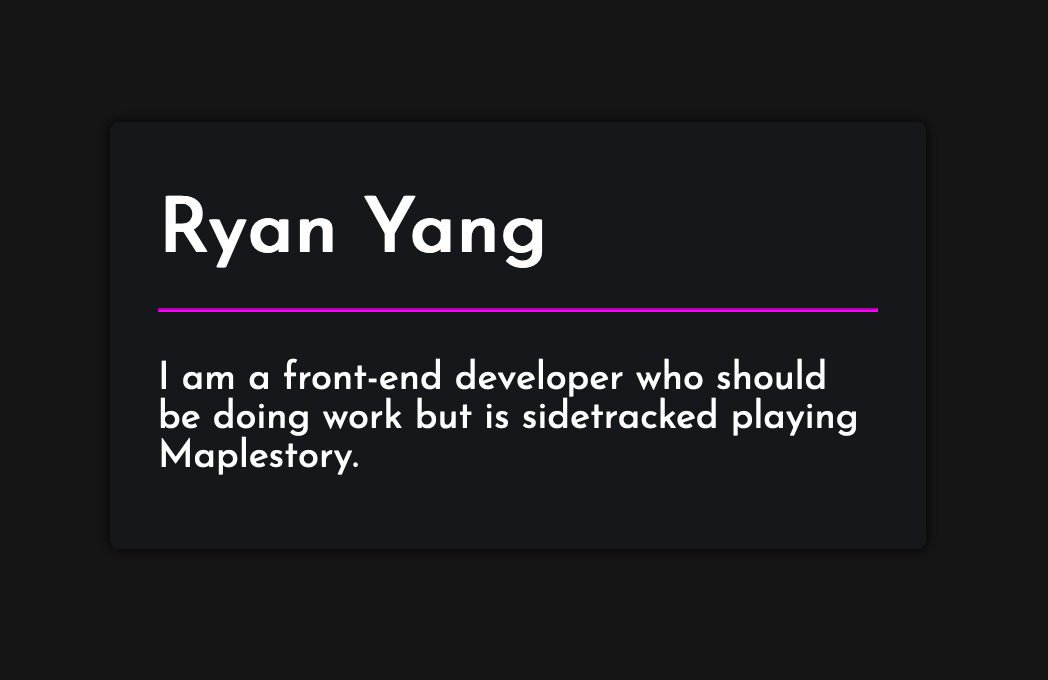 Ryan Yang
I am a front-end developer who should
be doing work but is sidetracked playing
Maplestory.